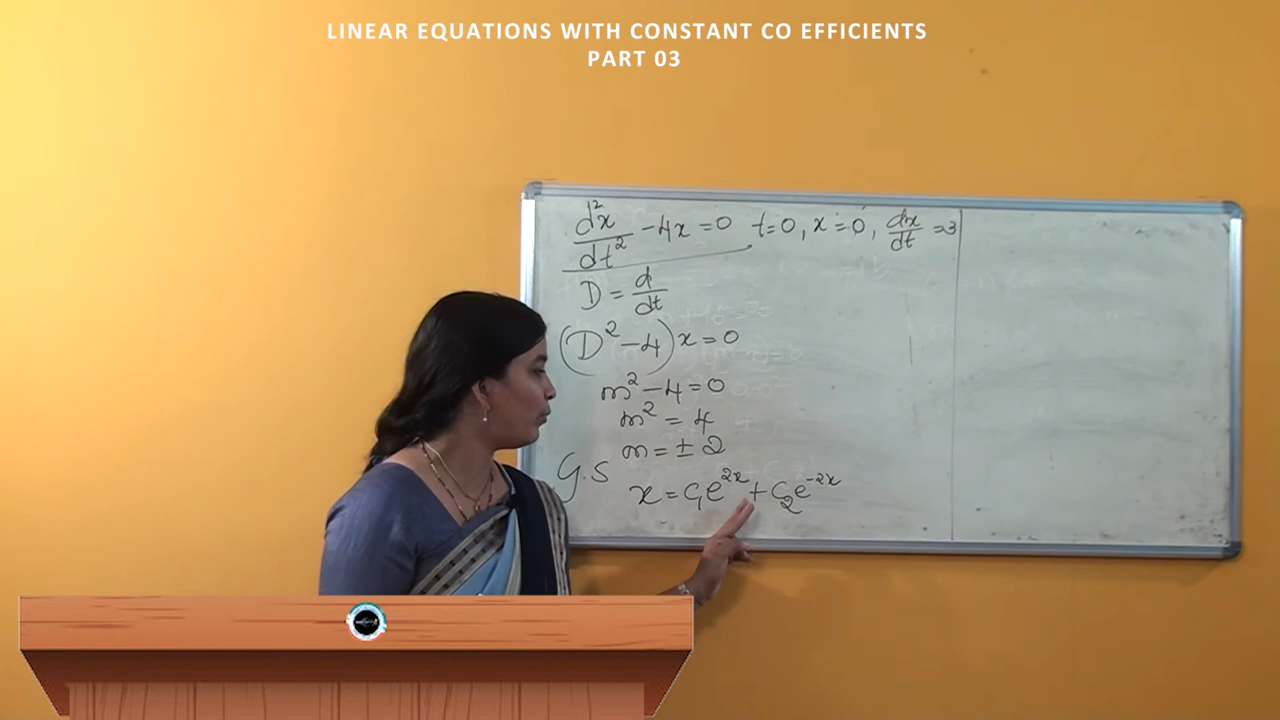 LINEAR EQUATIONS WITH CONSTANT CO EFFICIENTS
PART 03
d²x/dt² - 4x = 0  t=0, x=0, dx/dt = 3
D = d/dt
(D² - 4) x = 0
m² - 4 = 0
m² = 4
m = ± 2
G.S
x = C₁e^{2x} + C₂e^{-2x}